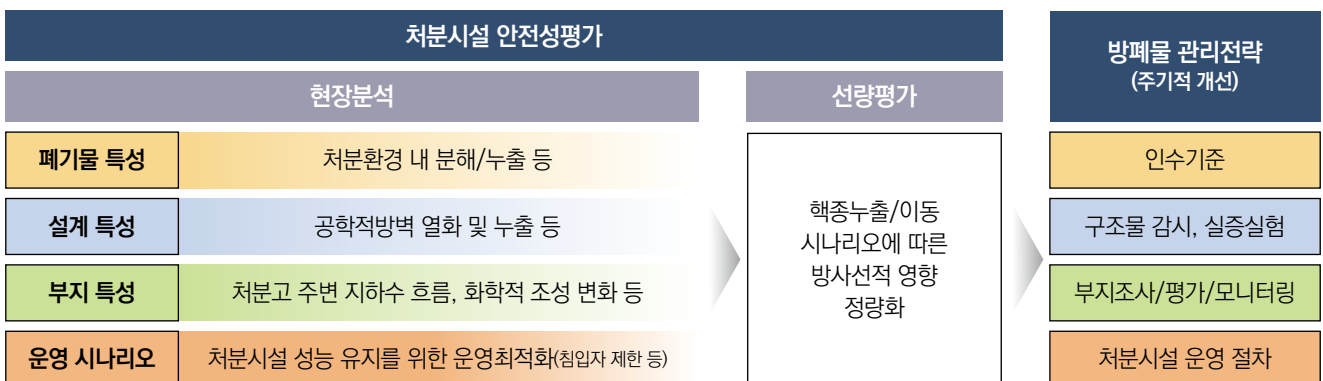 처분시설 안전성평가
방폐물 관리전략
(주기적 개선)
현장분석
선량평가
폐기물 특성
처분환경 내 분해/누출 등
설계 특성
공학적방벽 열화 및 누출 등
부지 특성
처분고 주변 지하수 흐름, 화학적 조성 변화 등
운영 시나리오
처분시설 성능 유지를 위한 운영최적화(침입자 제한 등)
핵종누출/이동
시나리오에 따른
방사선적 영향
정량화
인수기준
구조물 감시, 실증실험
부지조사/평가/모니터링
처분시설 운영 절차